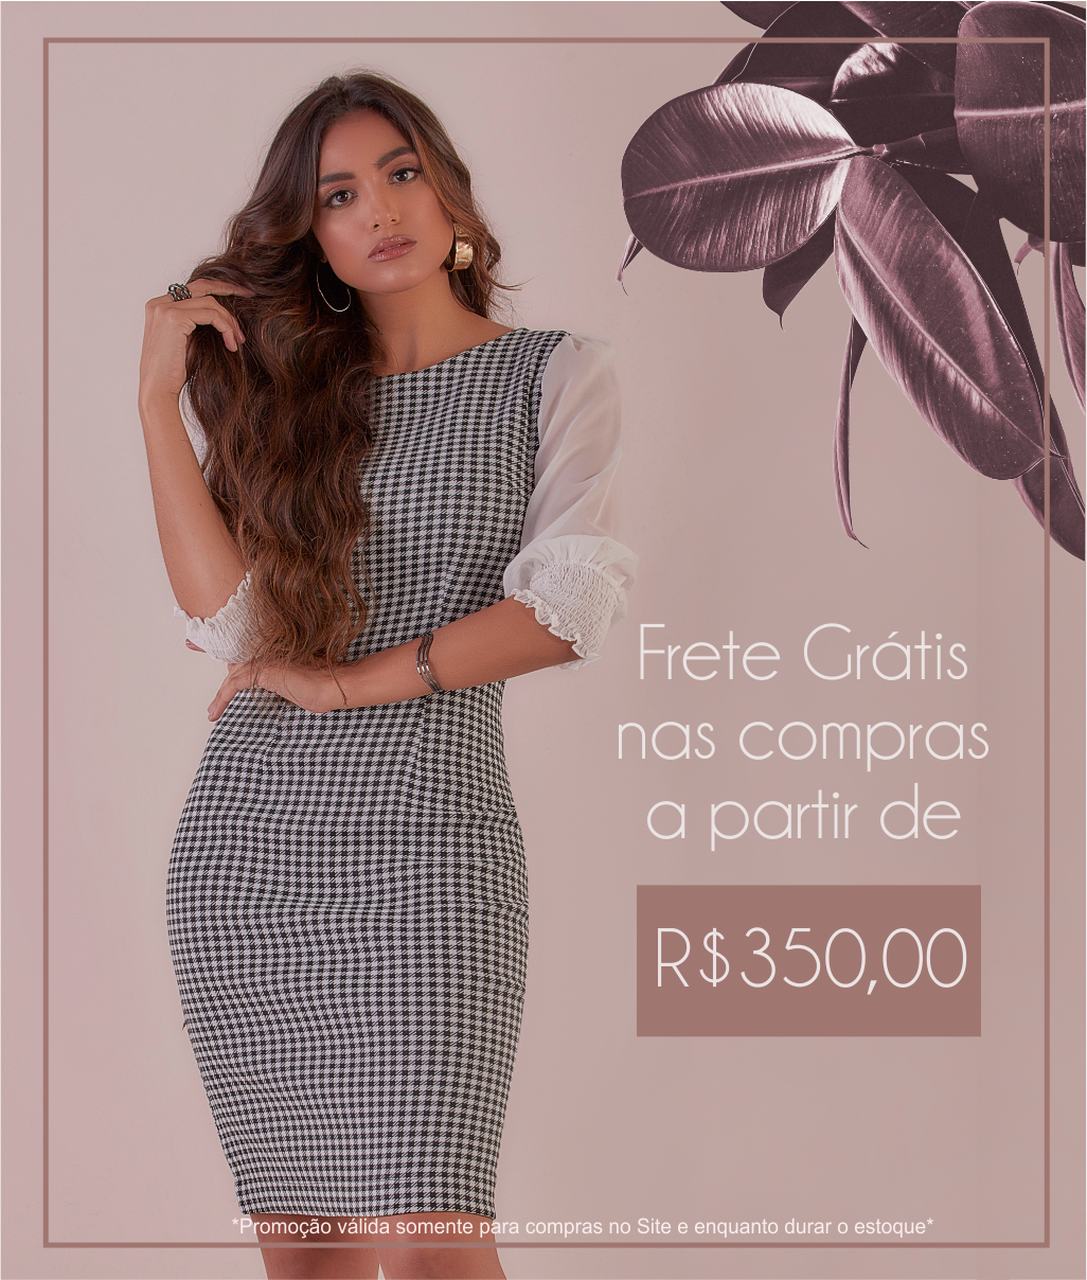 Frete Grátis
nas compras
a partir de
R$350,00
*Promoção válida somente para compras no Site e enquanto durar o estoque*